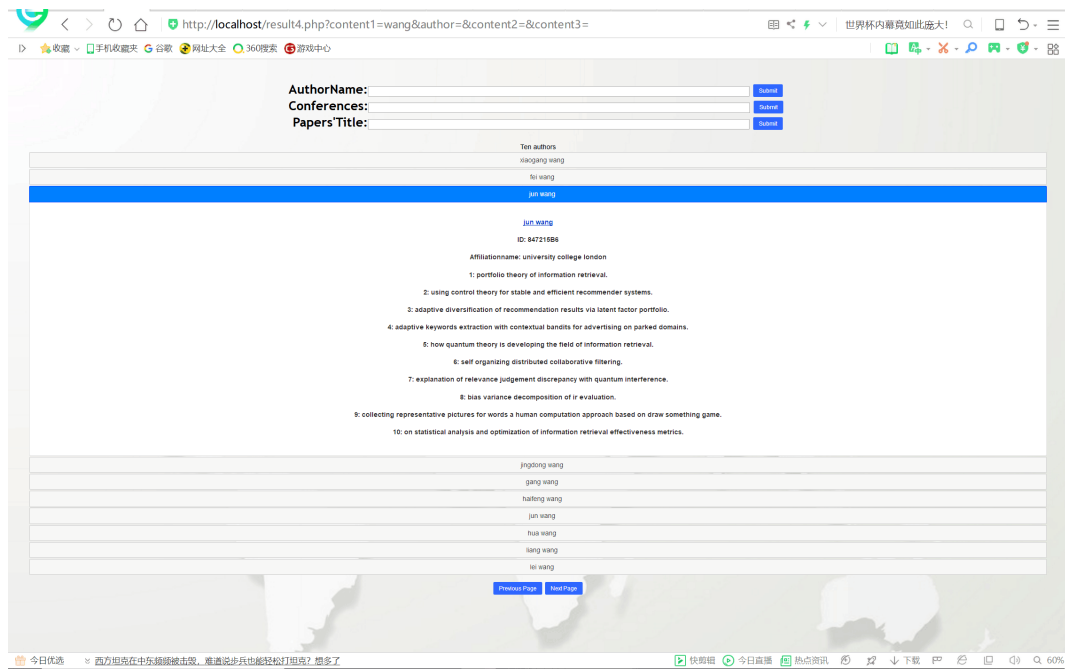 http://localhost/result4.php?content1=wang&author=&content2=&content3=
世界杯内幕竟如此庞大!
收藏 手机收藏夹 谷歌 网址大全 360搜索 游戏中心
AuthorName: Submit
Conferences: Submit
Papers'Title: Submit
Ten authors
xiaogang wang
fei wang
jun wang
jun wang
ID: 847215B6
Affiliationname: university college london
1: portfolio theory of information retrieval.
2: using control theory for stable and efficient recommender systems.
3: adaptive diversification of recommendation results via latent factor portfolio.
4: adaptive keywords extraction with contextual bandits for advertising on parked domains.
5: how quantum theory is developing the field of information retrieval.
6: self organizing distributed collaborative filtering.
7: explanation of relevance judgement discrepancy with quantum interference.
8: bias variance decomposition of ir evaluation.
9: collecting representative pictures for words a human computation approach based on draw something game.
10: on statistical analysis and optimization of information retrieval effectiveness metrics.
jingdong wang
gang wang
haifeng wang
jun wang
hua wang
liang wang
lei wang
Previous Page Next Page
今日优选 西方坦克在中东频频被击毁,难道说步兵也能轻松打坦克?想多了 快剪辑 今日直播 热点资讯 下载 60%